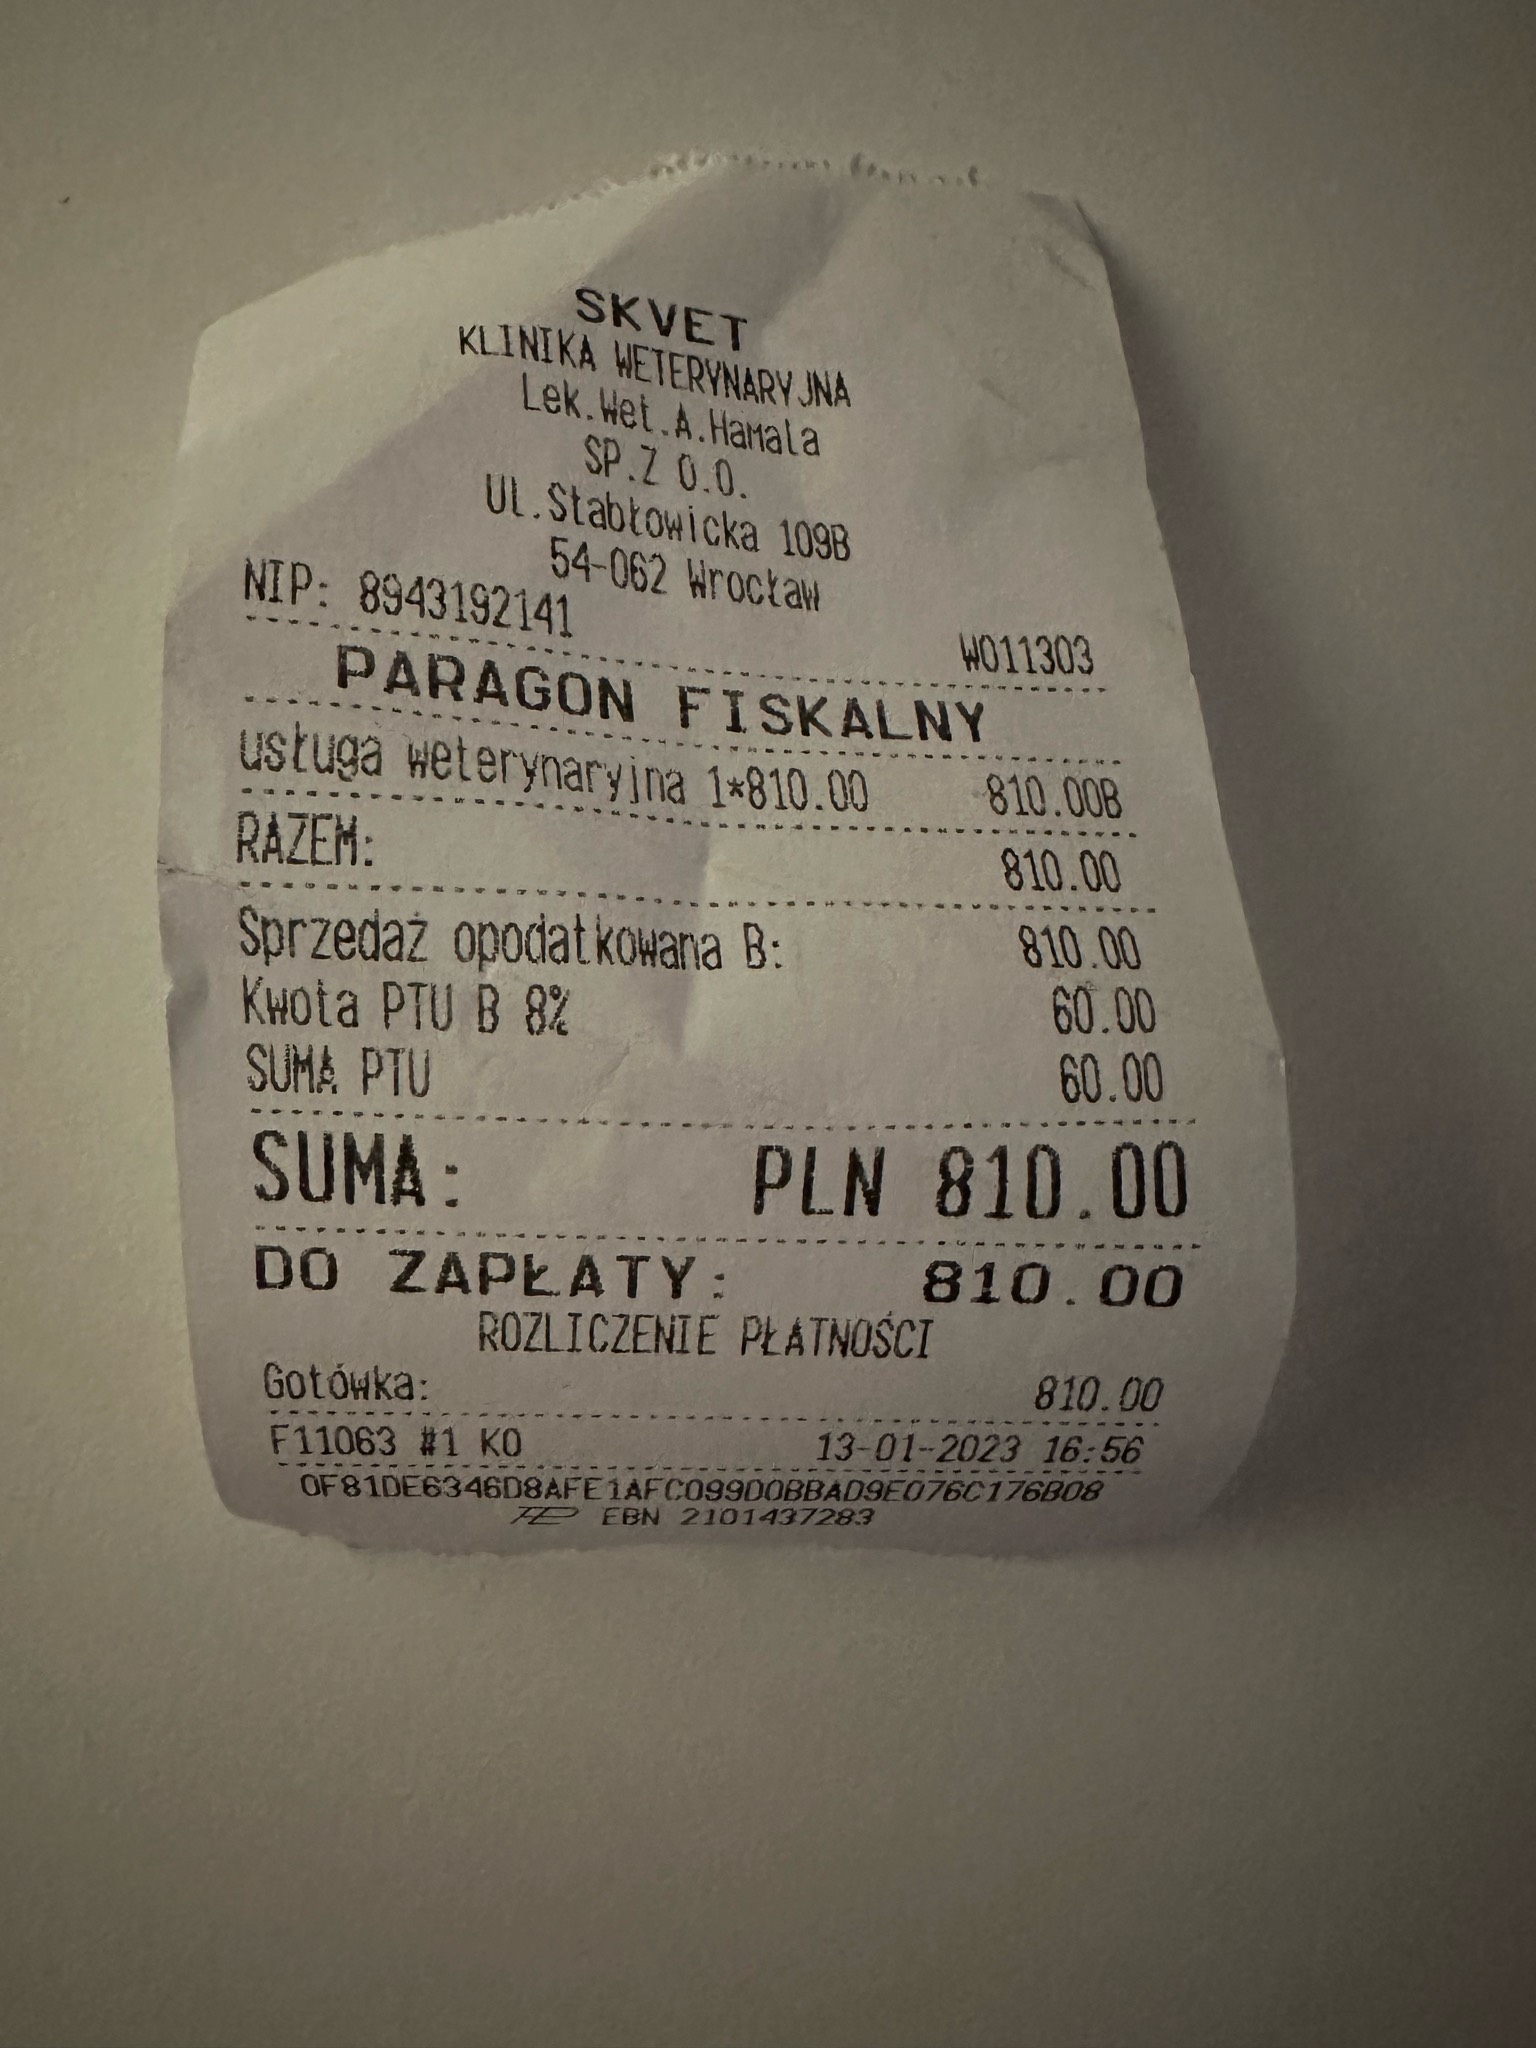 SKVET
KLINIKA WETERYNARYJNA
Lek.Wet.A.Hamala
SP.Z O.O.
Ul.Stabłowicka 109B
54-062 Wrocław
NIP: 8943192141
W011303
PARAGON FISKALNY
usługa weterynaryjna 1*810.00 810.00B
RAZEM: 810.00
Sprzedaż opodatkowana B: 810.00
Kwota PTU B 8% 60.00
SUMA PTU 60.00
SUMA: PLN 810.00
DO ZAPŁATY: 810.00
ROZLICZENIE PŁATNOŚCI
Gotówka: 810.00
F11063 #1 KO 13-01-2023 16:56
0F81DE6346D8AFE1AFC099D0BBAD9E076C176B08
EBN 2101437283